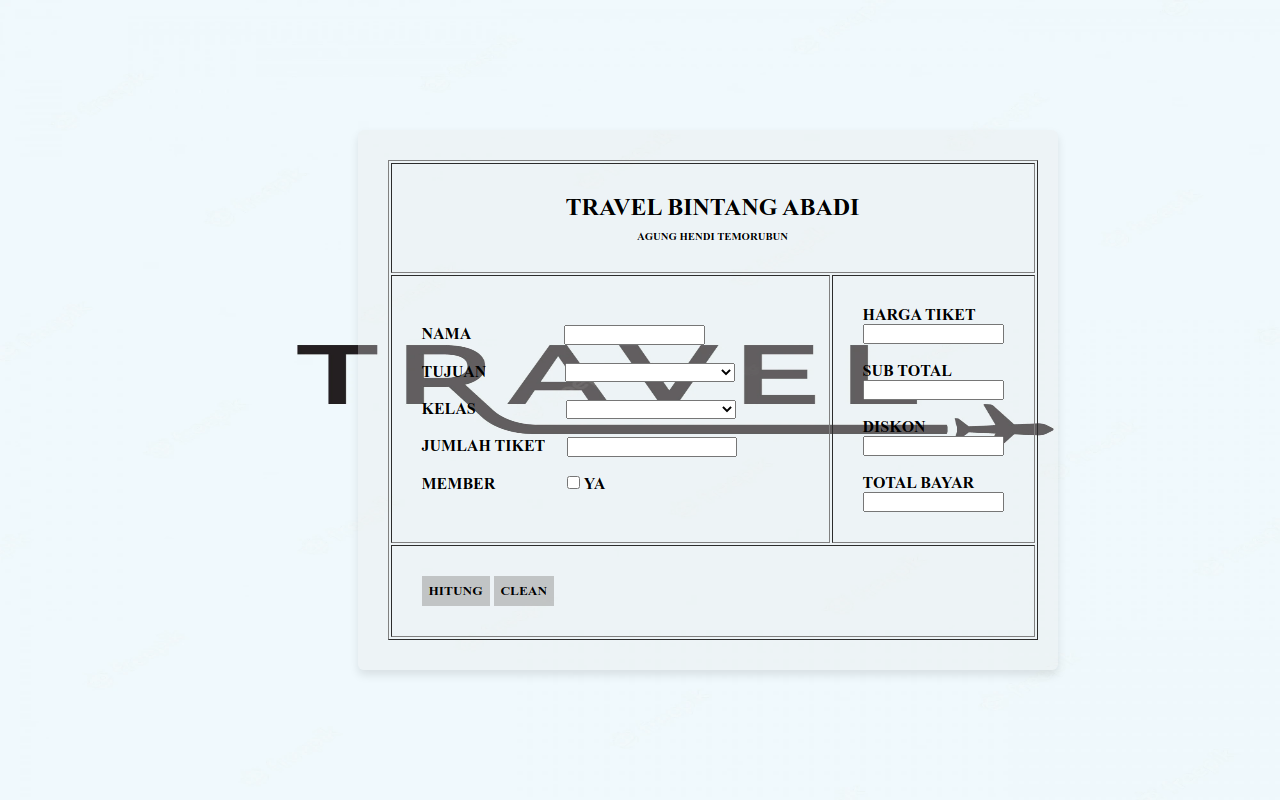 TRAVEL BINTANG ABADI
AGUNG HENDI TEMORUBUN
NAMA
TUJUAN
KELAS
JUMLAH TIKET
MEMBER YA
HARGA TIKET
SUB TOTAL
DISKON
TOTAL BAYAR
TRAVEL
HITUNG CLEAN